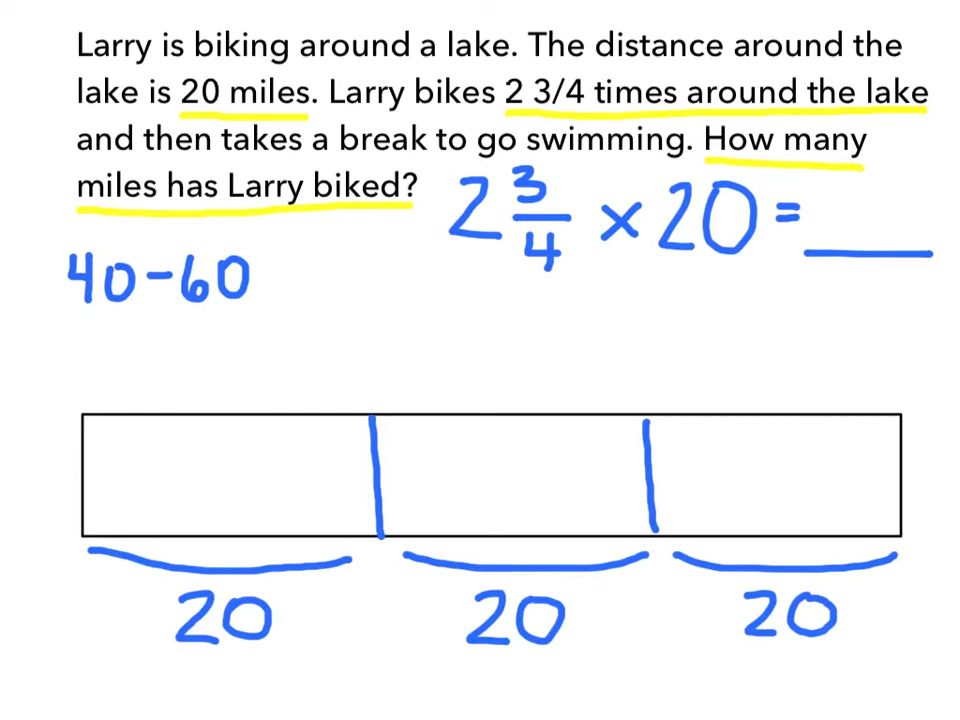 Larry is biking around a lake. The distance around the
lake is 20 miles. Larry bikes 2 3/4 times around the lake
and then takes a break to go swimming. How many
miles has Larry biked?
2 3/4 × 20 = ____
40-60
20 20 20